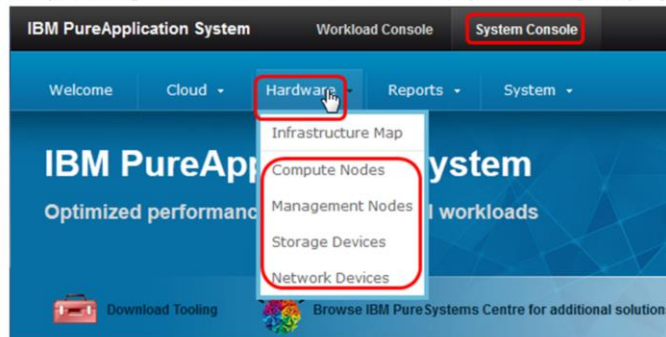 IBM PureApplication System
Workload Console
System Console
Welcome
Cloud
Hardware
Reports
System
Infrastructure Map
Compute Nodes
Management Nodes
Storage Devices
Network Devices
IBM PureAp ystem
Optimized performanc l workloads
Download Tooling
Browse IBM PureSystems Centre for additional solution